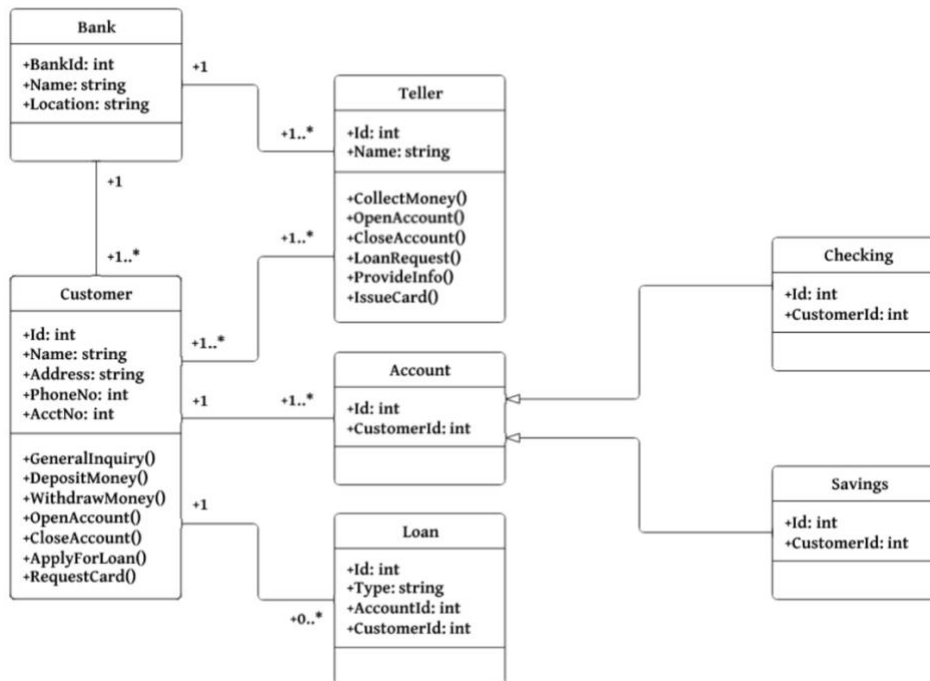 Bank
+BankId: int
+Name: string
+Location: string
+1
+1..*
Teller
+Id: int
+Name: string
+CollectMoney()
+OpenAccount()
+CloseAccount()
+LoanRequest()
+ProvideInfo()
+IssueCard()
+1
+1..*
+1..*
+1..*
Customer
+Id: int
+Name: string
+Address: string
+PhoneNo: int
+AcctNo: int
+GeneralInquiry()
+DepositMoney()
+WithdrawMoney()
+OpenAccount()
+CloseAccount()
+ApplyForLoan()
+RequestCard()
+1
+1..*
Account
+Id: int
+CustomerId: int
+1
+0..*
Loan
+Id: int
+Type: string
+AccountId: int
+CustomerId: int
Checking
+Id: int
+CustomerId: int
Savings
+Id: int
+CustomerId: int